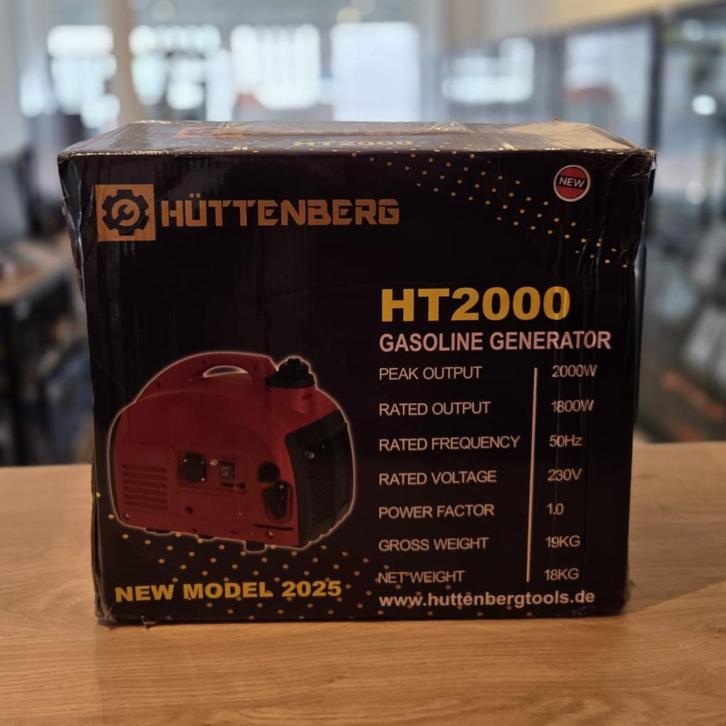 HT2000
NEW
HÜTTENBERG
HT2000
GASOLINE GENERATOR
PEAK OUTPUT 2000W
RATED OUTPUT 1800W
RATED FREQUENCY 50Hz
RATED VOLTAGE 230V
POWER FACTOR 1.0
GROSS WEIGHT 19KG
NET WEIGHT 18KG
NEW MODEL 2025
www.huttenbergtools.de